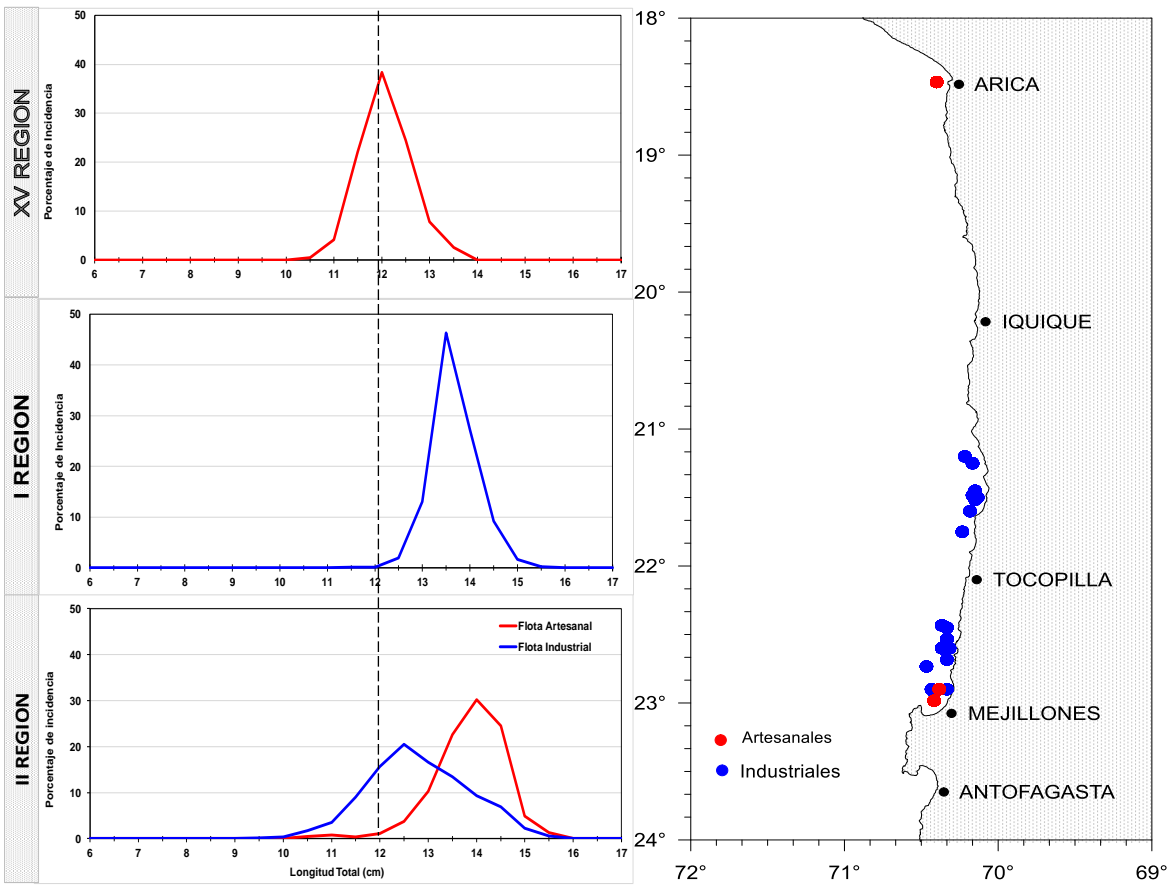 XV REGION
Porcentaje de Incidencia
50
40
30
20
10
0
6 7 8 9 10 11 12 13 14 15 16 17
I REGION
Porcentaje de Incidencia
50
40
30
20
10
0
6 7 8 9 10 11 12 13 14 15 16 17
II REGION
Porcentaje de incidencia
50
40
30
20
10
0
Flota Artesanal
Flota Industrial
6 7 8 9 10 11 12 13 14 15 16 17
Longitud Total (cm)
18°
19°
20°
21°
22°
23°
24°
ARICA
IQUIQUE
TOCOPILLA
MEJILLONES
ANTOFAGASTA
Artesanales
Industriales
72° 71° 70° 69°